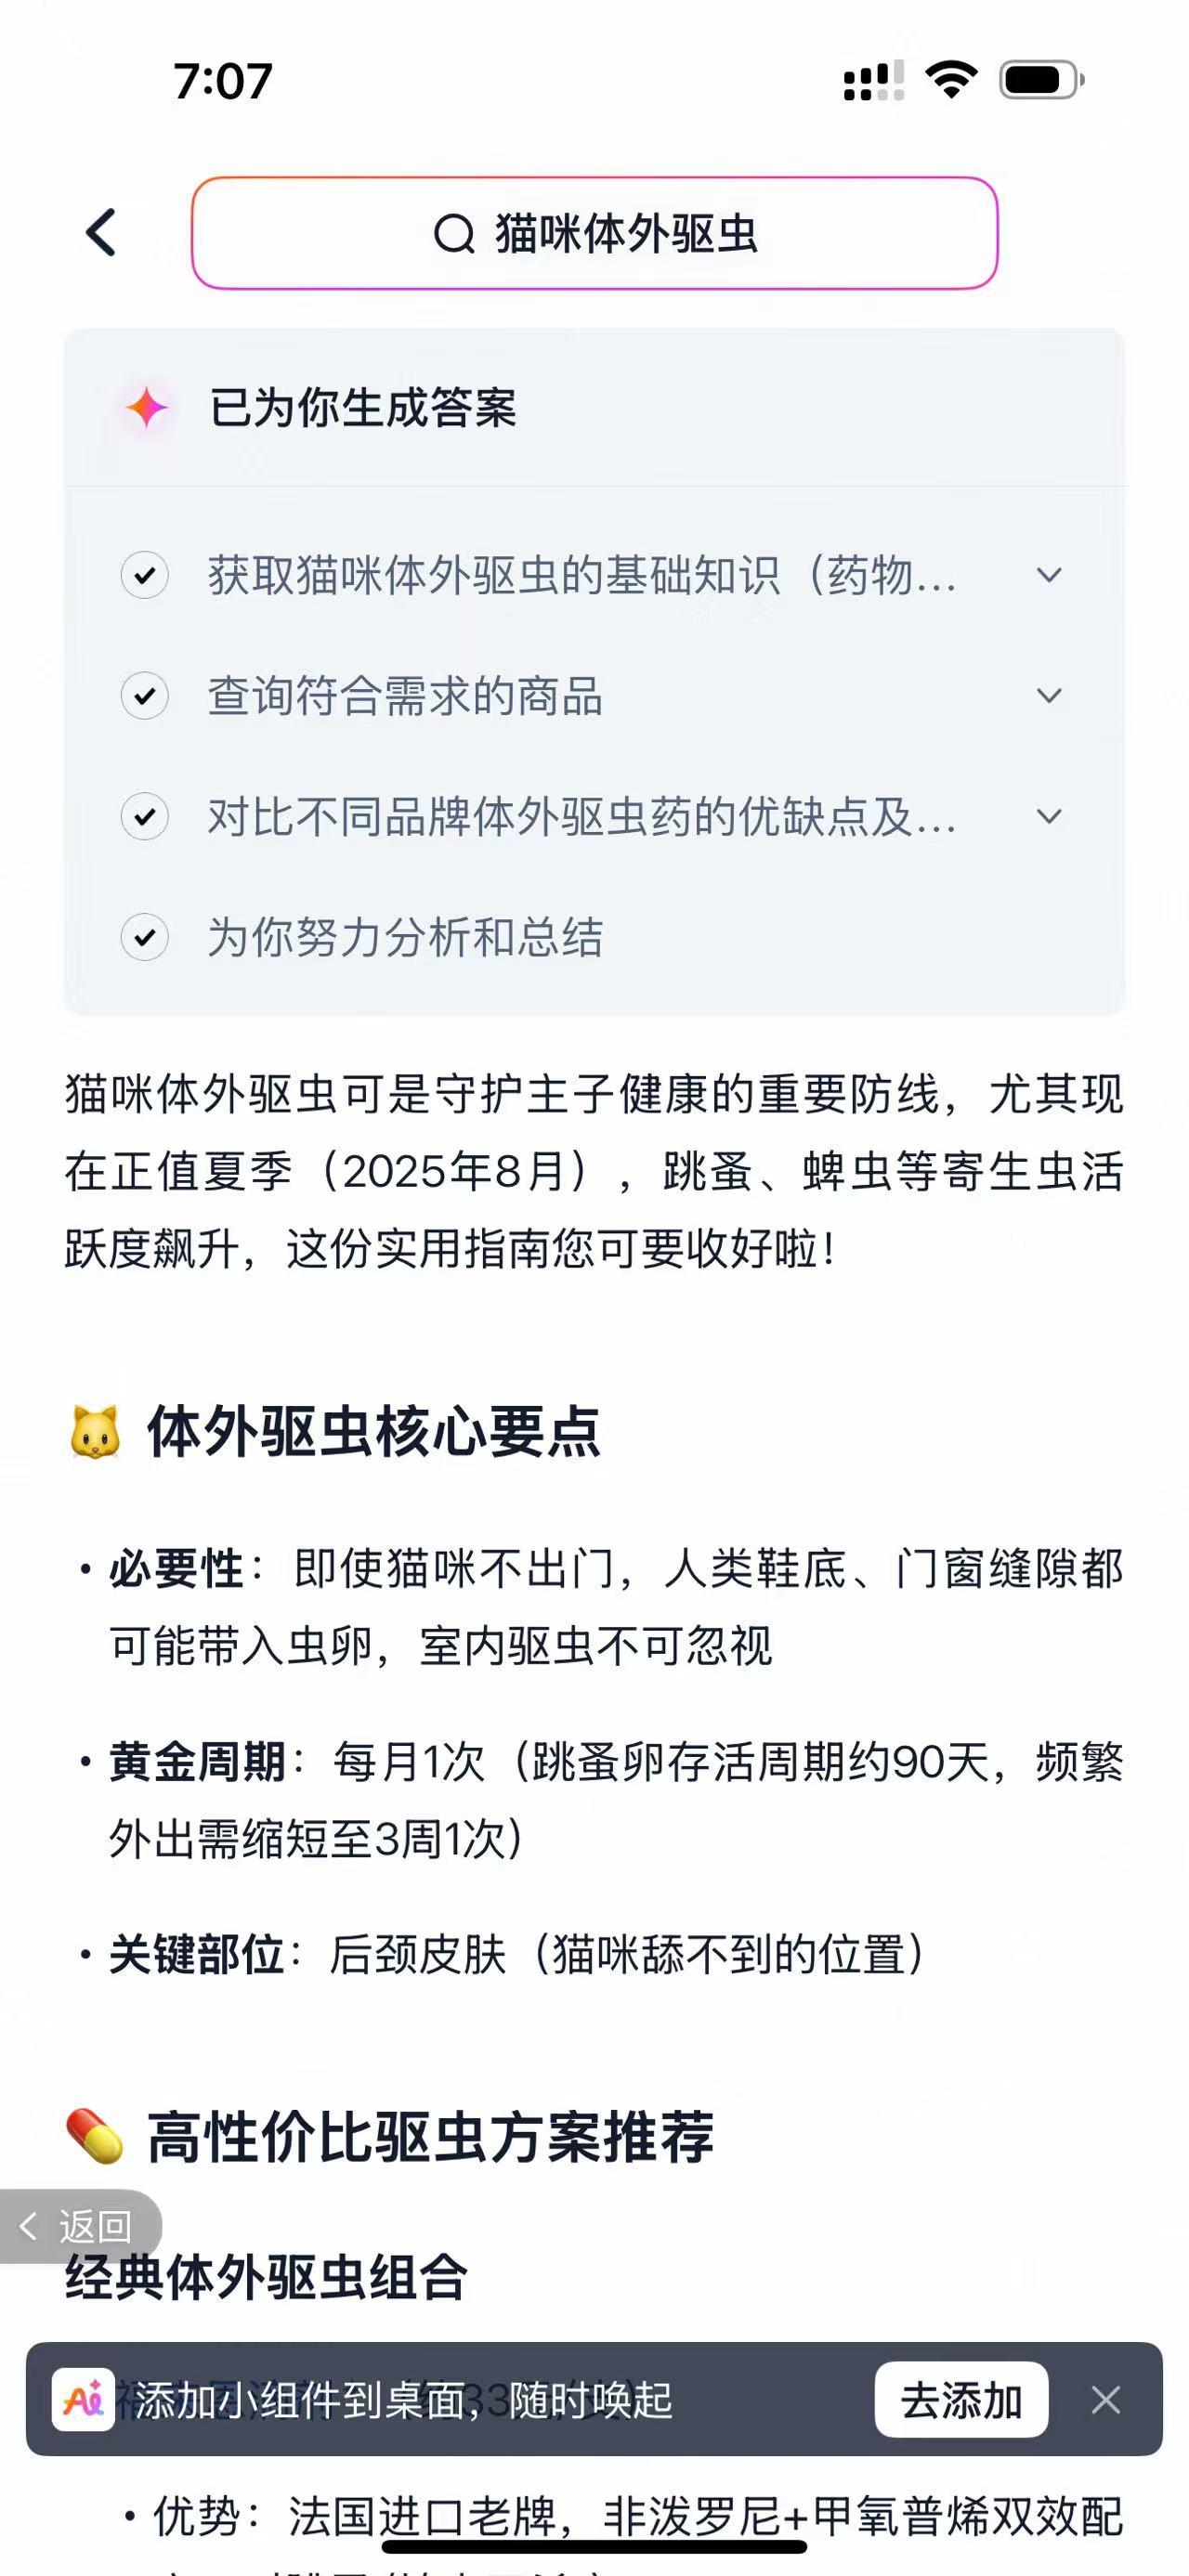 7:07
猫咪体外驱虫
已为你生成答案
获取猫咪体外驱虫的基础知识（药物...
查询符合需求的商品
对比不同品牌体外驱虫药的优缺点及...
为你努力分析和总结
猫咪体外驱虫可是守护主子健康的重要防线，尤其现
在正值夏季（2025年8月），跳蚤、蜱虫等寄生虫活
跃度飙升，这份实用指南您可要收好啦！
🐱 体外驱虫核心要点
• 必要性：即使猫咪不出门，人类鞋底、门窗缝隙都
可能带入虫卵，室内驱虫不可忽视
• 黄金周期：每月1次（跳蚤卵存活周期约90天，频繁
外出需缩短至3周1次）
• 关键部位：后颈皮肤（猫咪舔不到的位置）
💊 高性价比驱虫方案推荐
返回
经典体外驱虫组合
添加小组件到桌面，随时唤起
去添加
• 优势：法国进口老牌，非泼罗尼+甲氧普烯双效配